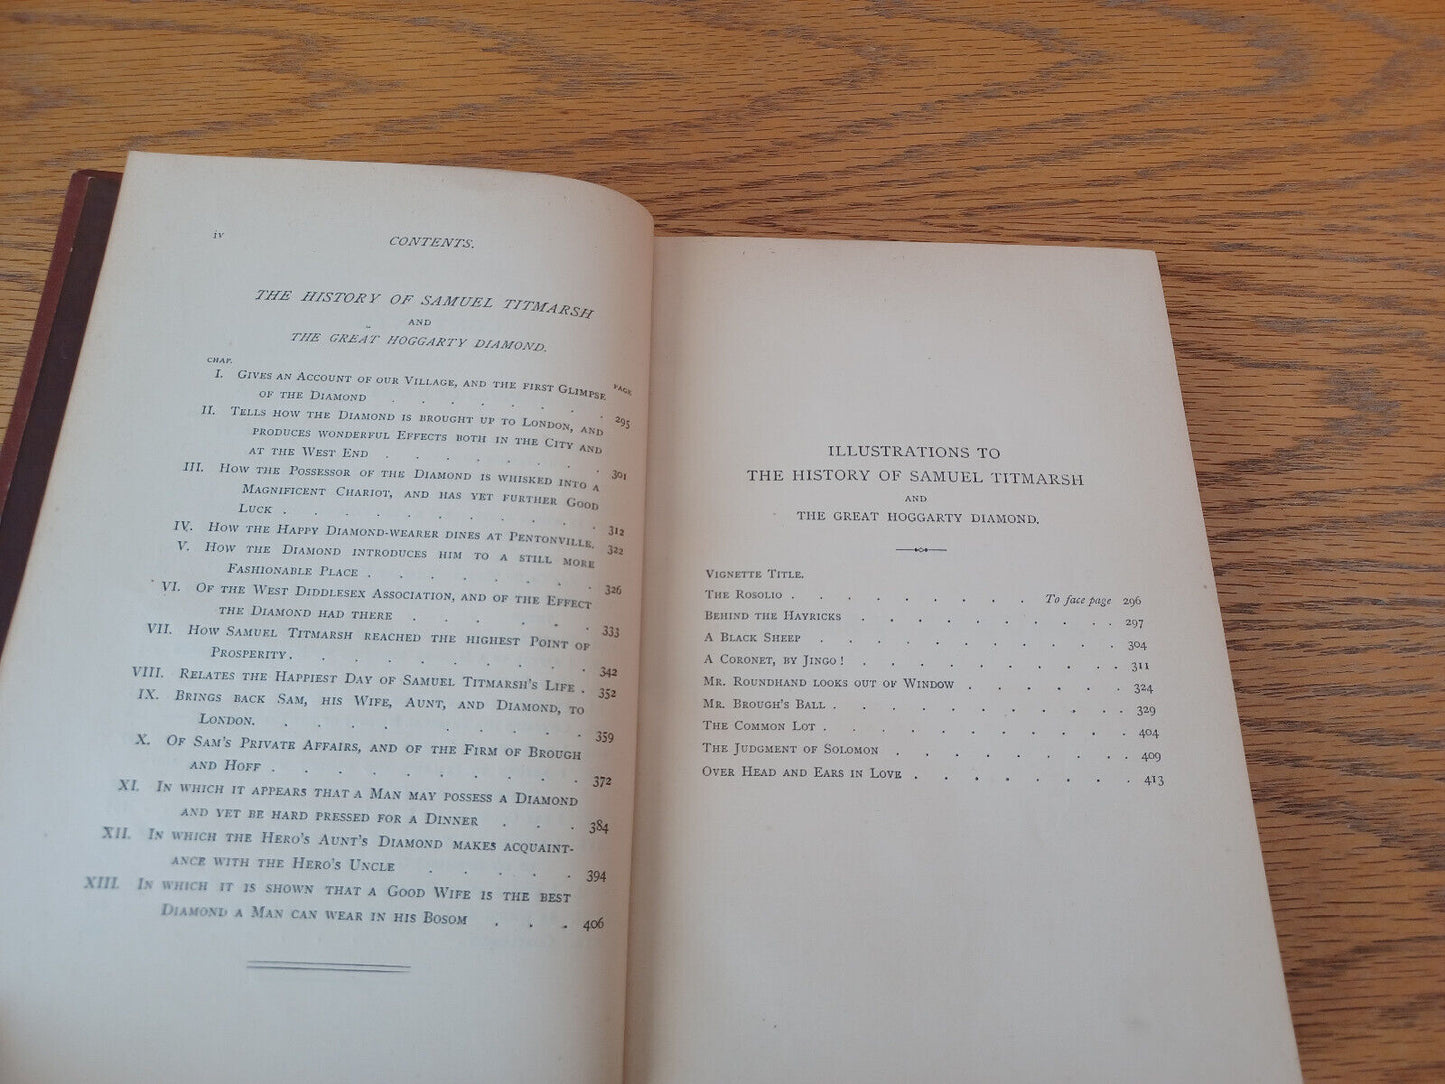 iv
CONTENTS.
THE HISTORY OF SAMUEL TITMARSH
AND
THE GREAT HOGGARTY DIAMOND.
CHAP.
PAGE
I. GIVES AN ACCOUNT OF OUR VILLAGE, AND THE FIRST GLIMPSE
OF THE DIAMOND . . . . . . . . 295
II. TELLS HOW THE DIAMOND IS BROUGHT UP TO LONDON, AND
PRODUCES WONDERFUL EFFECTS BOTH IN THE CITY AND
AT THE WEST END . . . . . . . 301
III. HOW THE POSSESSOR OF THE DIAMOND IS WHISKED INTO A
MAGNIFICENT CHARIOT, AND HAS YET FURTHER GOOD
LUCK . . . . . . . . . . . 312
IV. HOW THE HAPPY DIAMOND-WEARER DINES AT PENTONVILLE. 322
V. HOW THE DIAMOND INTRODUCES HIM TO A STILL MORE
FASHIONABLE PLACE . . . . . . . . 326
VI. OF THE WEST DIDDLESEX ASSOCIATION, AND OF THE EFFECT
THE DIAMOND HAD THERE . . . . . . 333
VII. HOW SAMUEL TITMARSH REACHED THE HIGHEST POINT OF
PROSPERITY . . . . . . . . . 342
VIII. RELATES THE HAPPIEST DAY OF SAMUEL TITMARSH'S LIFE . 352
IX. BRINGS BACK SAM, HIS WIFE, AUNT, AND DIAMOND, TO
LONDON. . . . . . . . . . 359
X. OF SAM'S PRIVATE AFFAIRS, AND OF THE FIRM OF BROUGH
AND HOFF . . . . . . . . . . 372
XI. IN WHICH IT APPEARS THAT A MAN MAY POSSESS A DIAMOND
AND YET BE HARD PRESSED FOR A DINNER . . . 384
XII. IN WHICH THE HERO'S AUNT'S DIAMOND MAKES ACQUAINT-
ANCE WITH THE HERO'S UNCLE . . . . . 394
XIII. IN WHICH IT IS SHOWN THAT A GOOD WIFE IS THE BEST
DIAMOND A MAN CAN WEAR IN HIS BOSOM . . . 406
ILLUSTRATIONS TO
THE HISTORY OF SAMUEL TITMARSH
AND
THE GREAT HOGGARTY DIAMOND.
VIGNETTE TITLE.
THE ROSOLIO . . . . . . . . . To face page 296
BEHIND THE HAYRICKS . . . . . . . . . . 297
A BLACK SHEEP . . . . . . . . . . . 304
A CORONET, BY JINGO! . . . . . . . . . . 311
MR. ROUNDHAND LOOKS OUT OF WINDOW . . . . . . 324
MR. BROUGH'S BALL . . . . . . . . . . . 329
THE COMMON LOT . . . . . . . . . . . 404
THE JUDGMENT OF SOLOMON . . . . . . . . . 409
OVER HEAD AND EARS IN LOVE . . . . . . . . 413